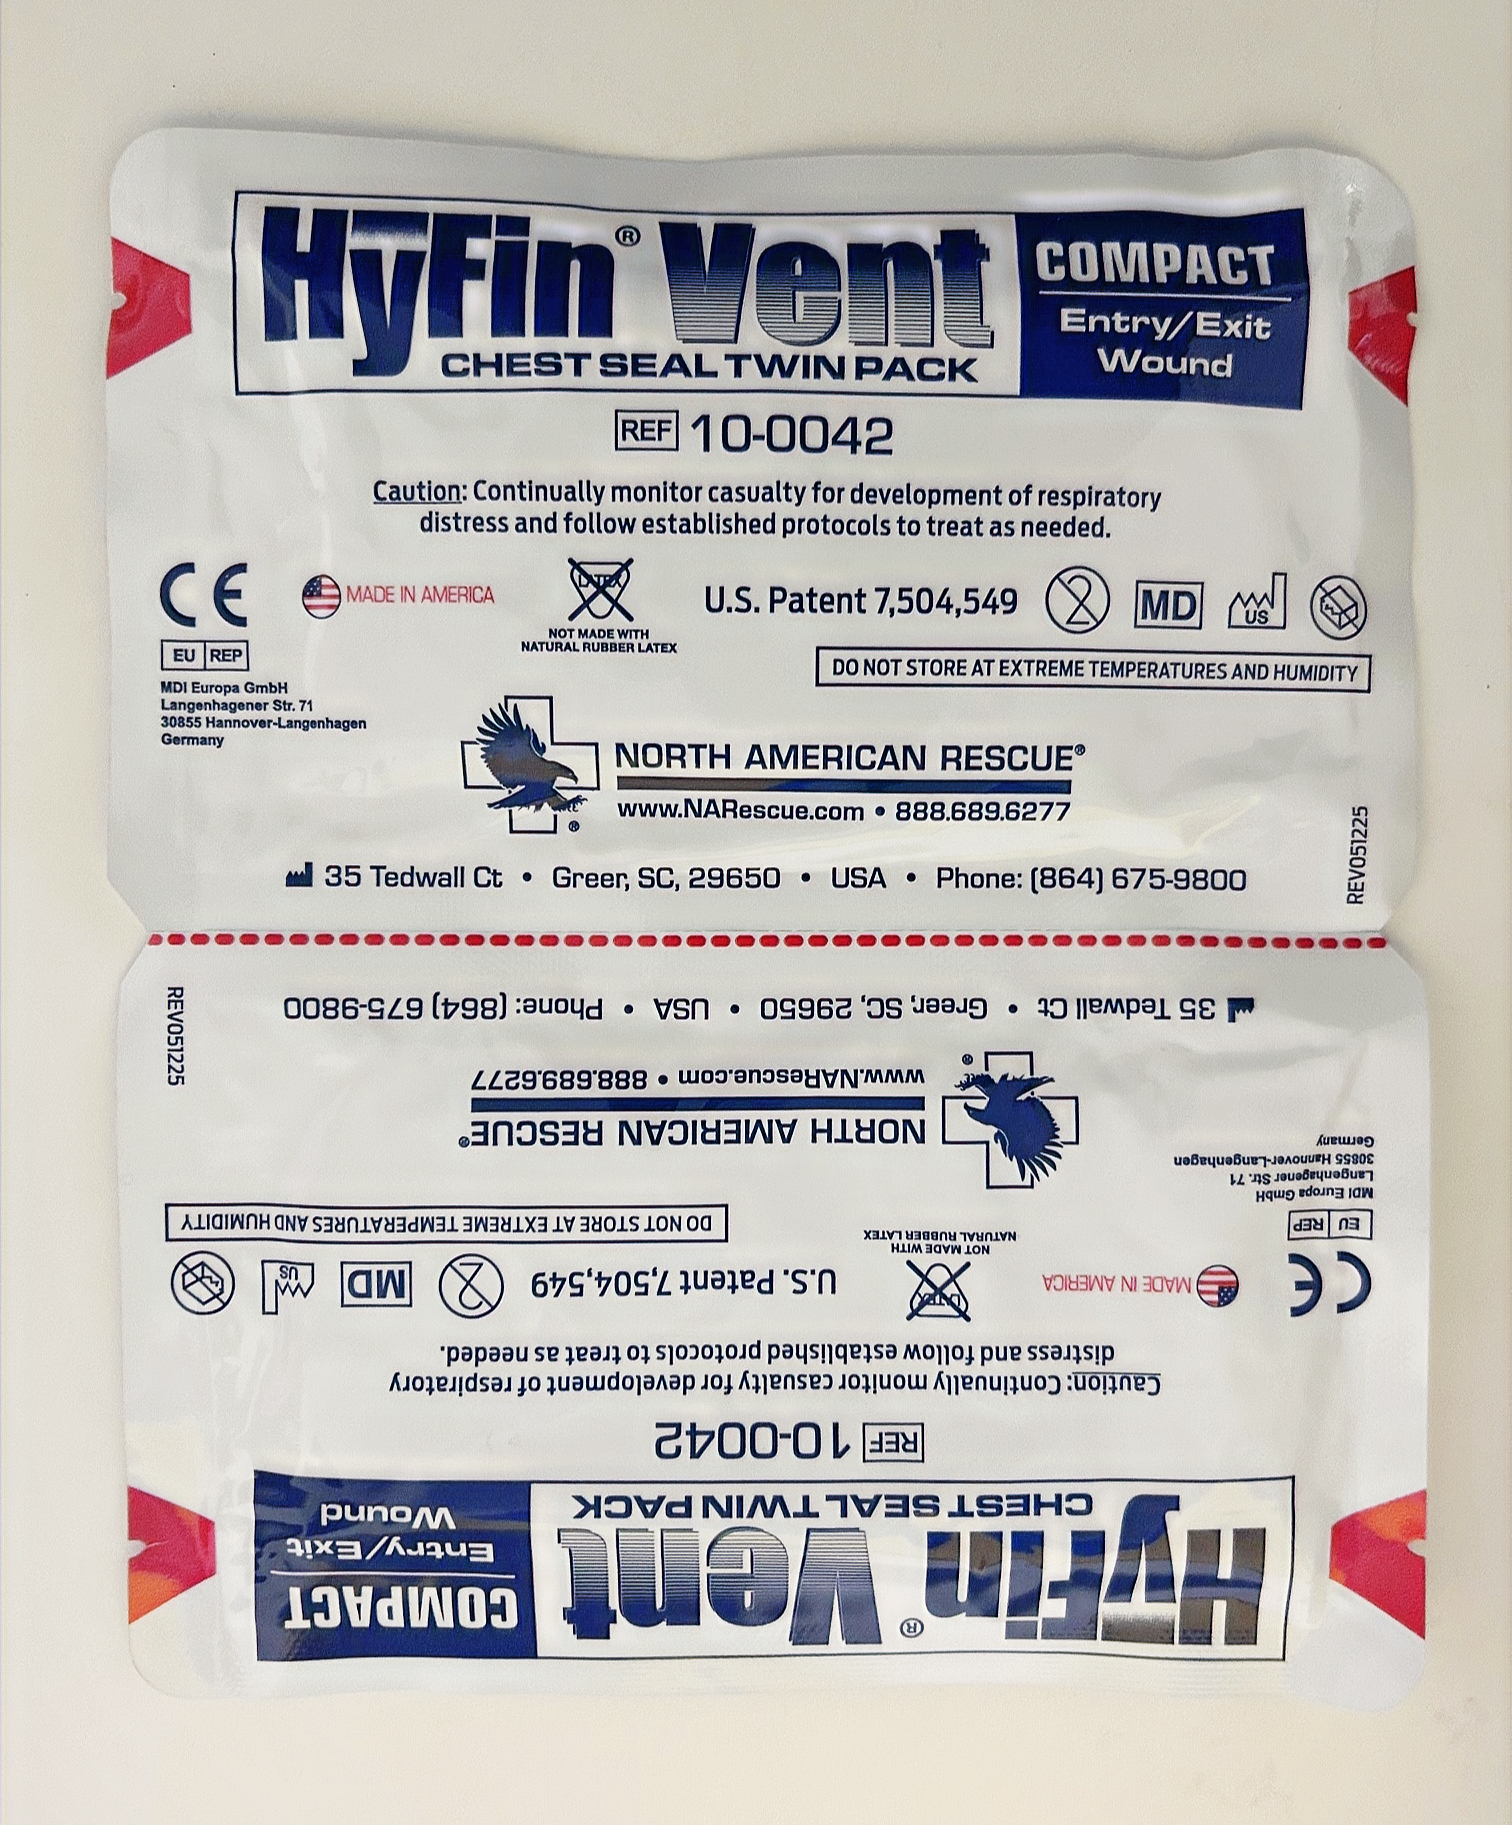 HyFin® Vent
CHEST SEAL TWIN PACK
COMPACT
Entry/Exit
Wound
REF 10-0042
Caution: Continually monitor casualty for development of respiratory
distress and follow established protocols to treat as needed.
CE
MADE IN AMERICA
LATEX
NOT MADE WITH
NATURAL RUBBER LATEX
U.S. Patent 7,504,549
2
MD
US
EU REP
DO NOT STORE AT EXTREME TEMPERATURES AND HUMIDITY
MDI Europa GmbH
Langenhagener Str. 71
30855 Hannover-Langenhagen
Germany
NORTH AMERICAN RESCUE®
www.NARescue.com • 888.689.6277
®
35 Tedwall Ct • Greer, SC, 29650 • USA • Phone: (864) 675-9800
REV051225
HyFin® Vent
CHEST SEAL TWIN PACK
COMPACT
Entry/Exit
Wound
REF 10-0042
Caution: Continually monitor casualty for development of respiratory
distress and follow established protocols to treat as needed.
CE
MADE IN AMERICA
LATEX
NOT MADE WITH
NATURAL RUBBER LATEX
U.S. Patent 7,504,549
2
MD
US
EU REP
DO NOT STORE AT EXTREME TEMPERATURES AND HUMIDITY
MDI Europa GmbH
Langenhagener Str. 71
30855 Hannover-Langenhagen
Germany
NORTH AMERICAN RESCUE®
www.NARescue.com • 888.689.6277
®
35 Tedwall Ct • Greer, SC, 29650 • USA • Phone: (864) 675-9800
REV051225